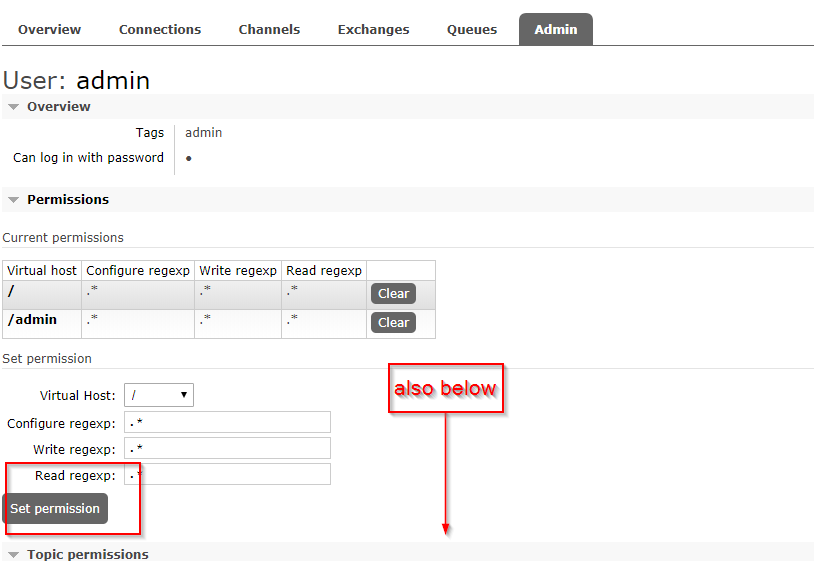 Overview Connections Channels Exchanges Queues Admin
User: admin
Overview
Tags admin
Can log in with password ●
Permissions
Current permissions
Virtual host Configure regexp Write regexp Read regexp
/ .* .* .* Clear
/admin .* .* .* Clear
Set permission
also below
Virtual Host: /
Configure regexp: .*
Write regexp: .*
Read regexp: .*
Set permission
Topic permissions